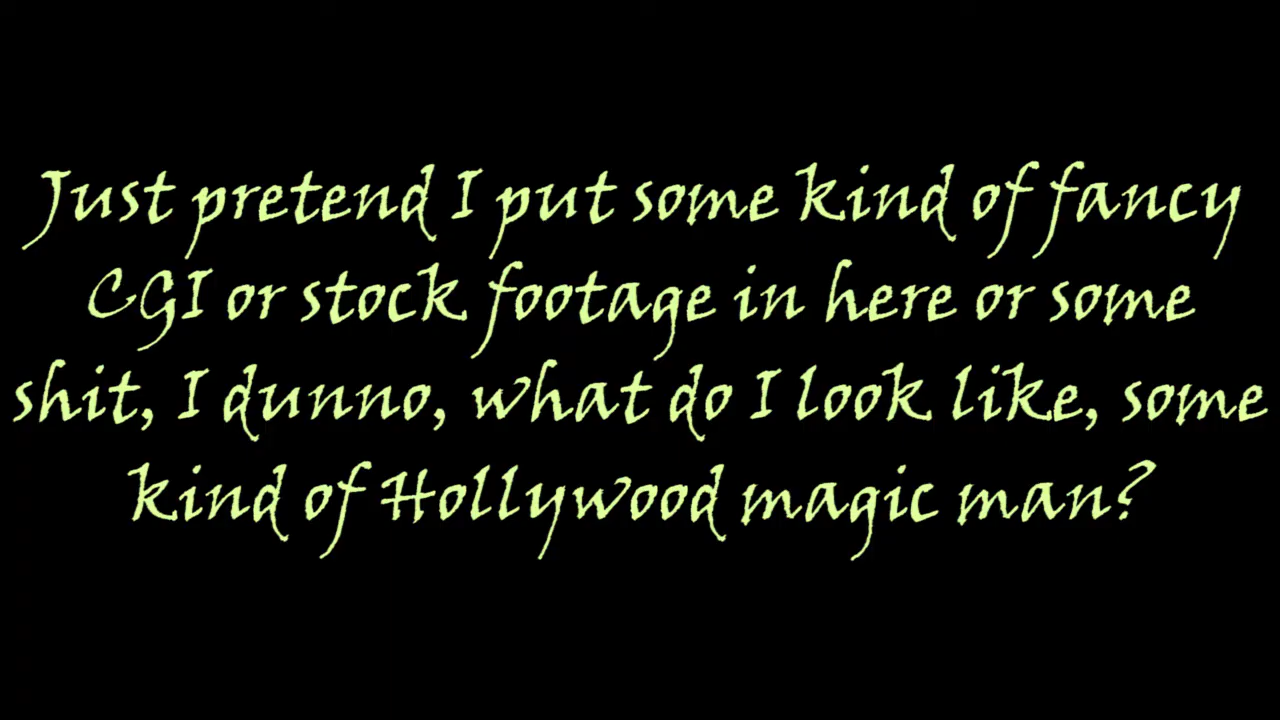 Just pretend I put some kind of fancy
CGI or stock footage in here or some
shit, I dunno, what do I look like, some
kind of Hollywood magic man?